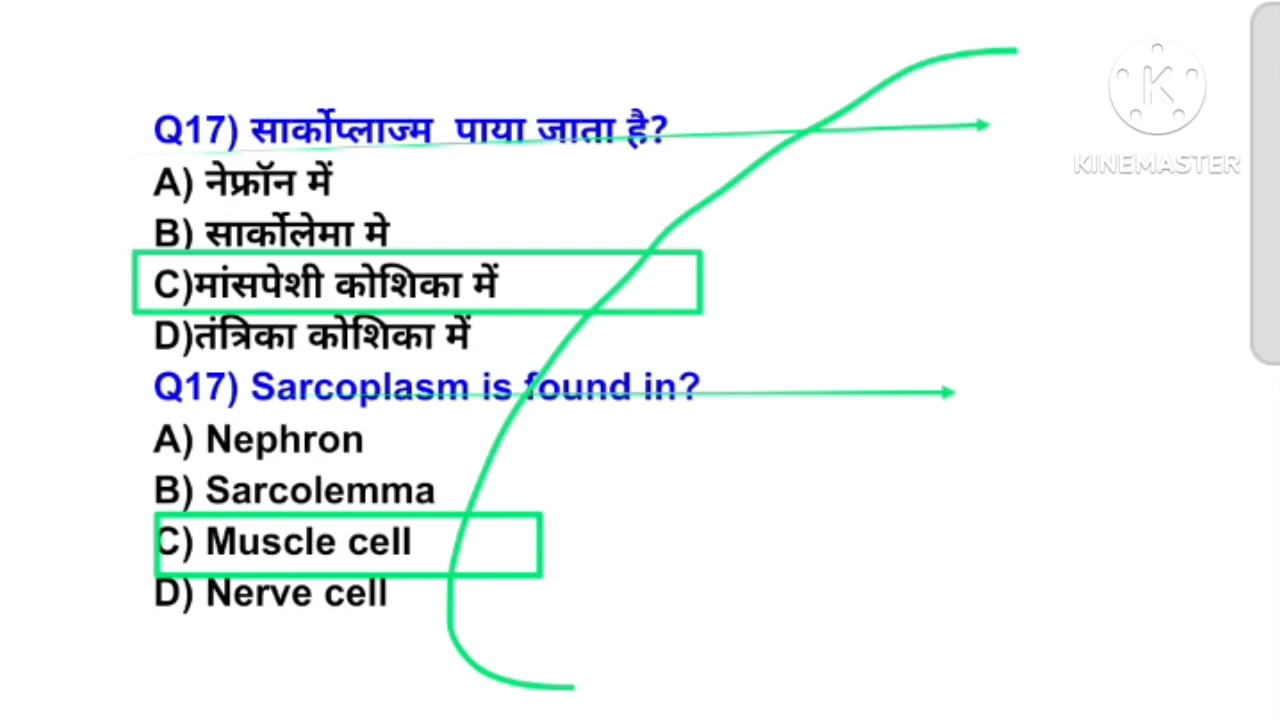 Q17) सार्कोप्लाज्म पाया जाता है?
A) नेफ्रॉन में
B) सार्कोलेमा मे
C)मांसपेशी कोशिका में
D)तंत्रिका कोशिका में
Q17) Sarcoplasm is found in?
A) Nephron
B) Sarcolemma
C) Muscle cell
D) Nerve cell
K
KINEMASTER